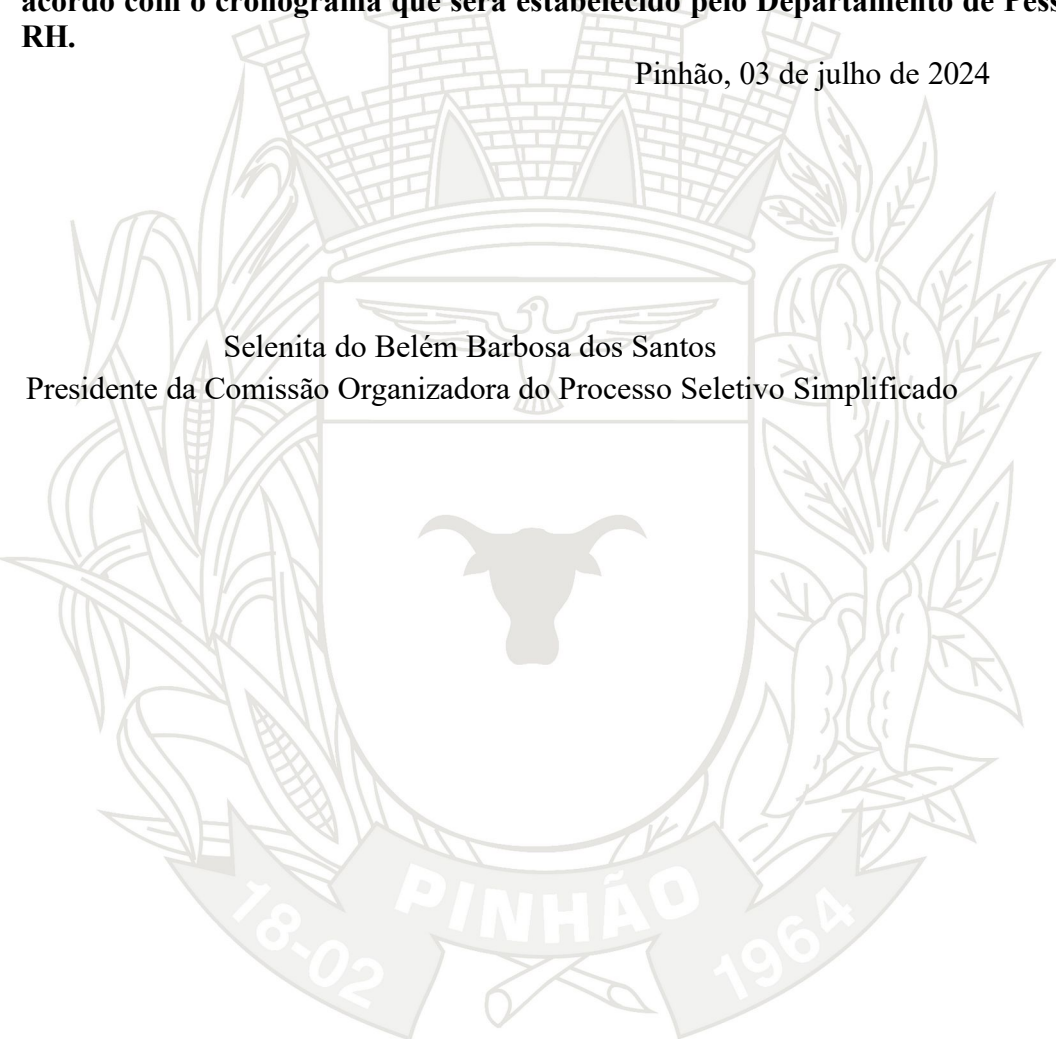 acordo com o cronograma que será estabelecido pelo Departamento de
RH.
Pinhão, 03 de julho de 2024
Selenita do Belém Barbosa dos Santos
Presidente da Comissão Organizadora do Processo Seletivo Simplificado
PINHÃO
18-02
1964